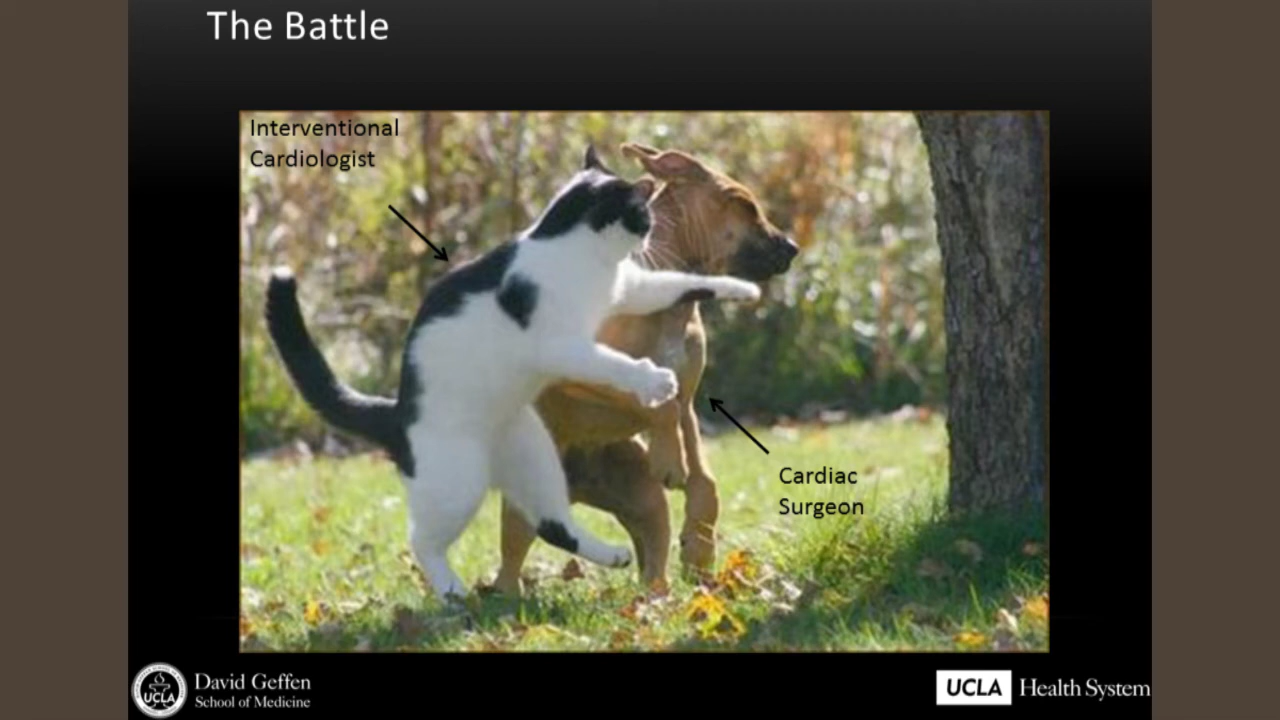 The Battle
Interventional
Cardiologist
Cardiac
Surgeon
UCLA
David Geffen
School of Medicine
UCLA Health System